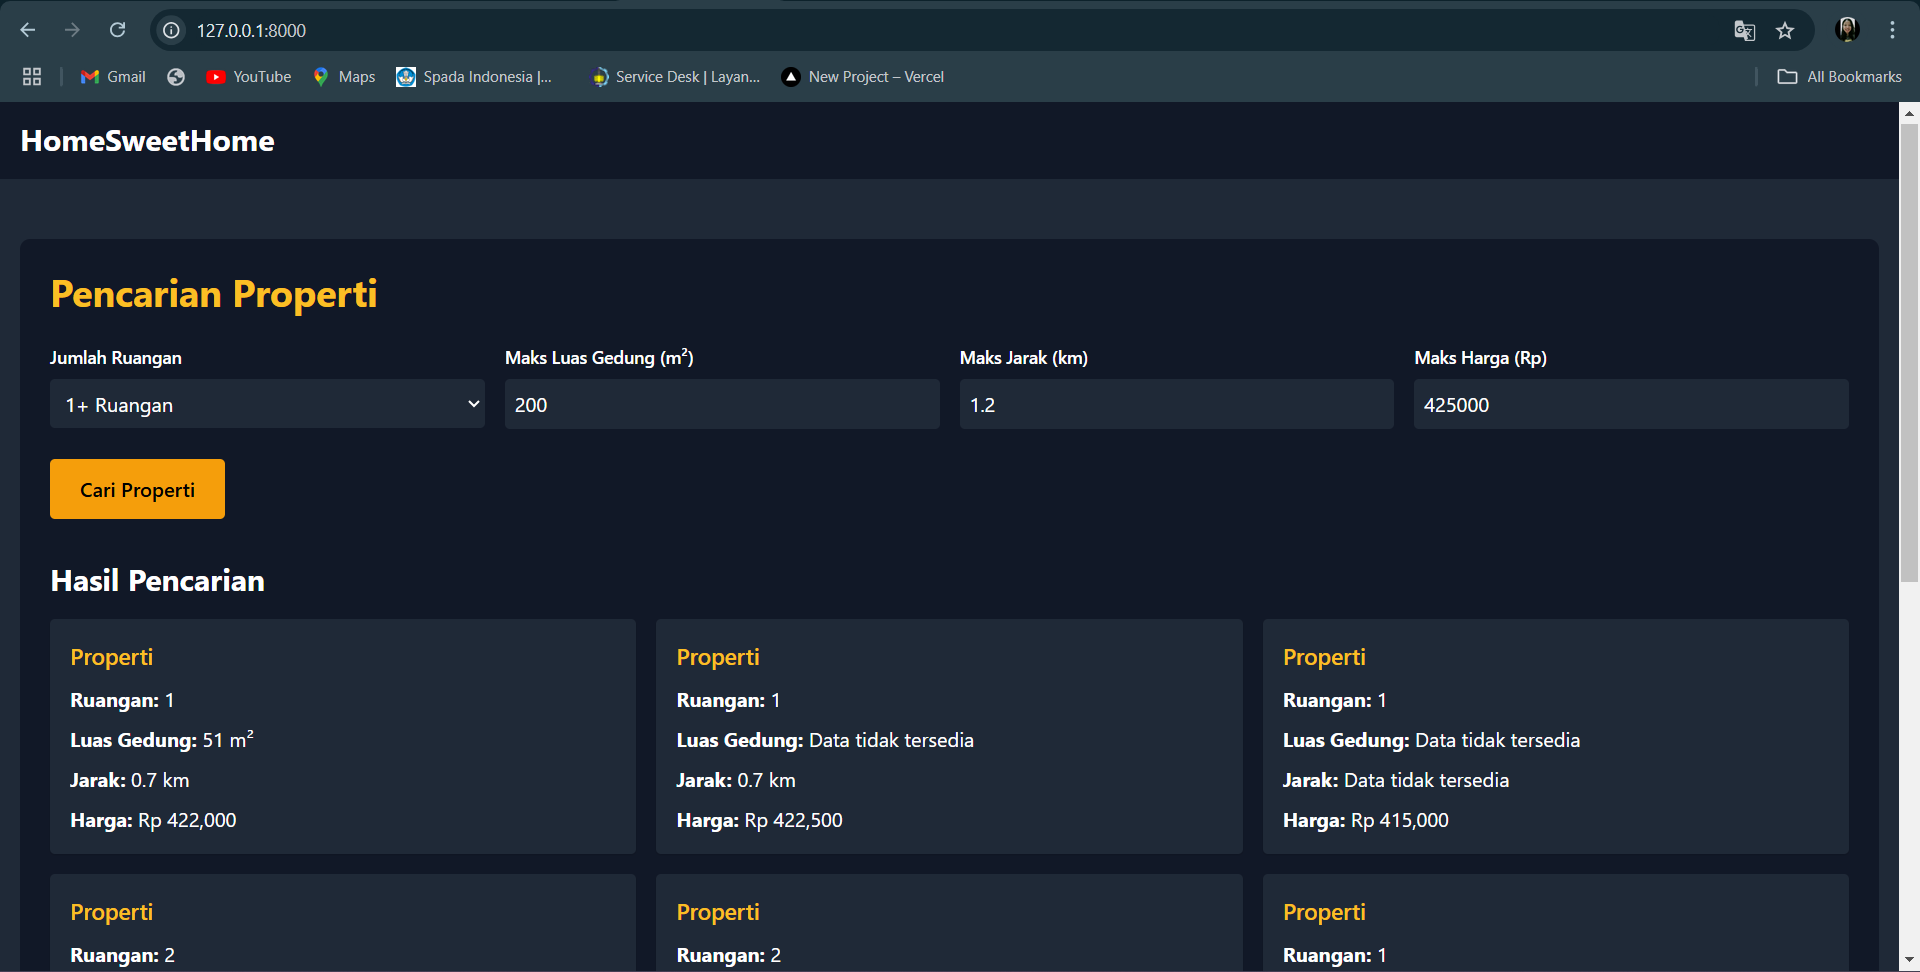 127.0.0.1:8000
Gmail
YouTube
Maps
Spada Indonesia |...
Service Desk | Layan...
New Project – Vercel
All Bookmarks
HomeSweetHome
Pencarian Properti
Jumlah Ruangan
Maks Luas Gedung (m²)
Maks Jarak (km)
Maks Harga (Rp)
1+ Ruangan
200
1.2
425000
Cari Properti
Hasil Pencarian
Properti
Ruangan: 1
Luas Gedung: 51 m²
Jarak: 0.7 km
Harga: Rp 422,000
Properti
Ruangan: 1
Luas Gedung: Data tidak tersedia
Jarak: 0.7 km
Harga: Rp 422,500
Properti
Ruangan: 1
Luas Gedung: Data tidak tersedia
Jarak: Data tidak tersedia
Harga: Rp 415,000
Properti
Ruangan: 2
Properti
Ruangan: 2
Properti
Ruangan: 1